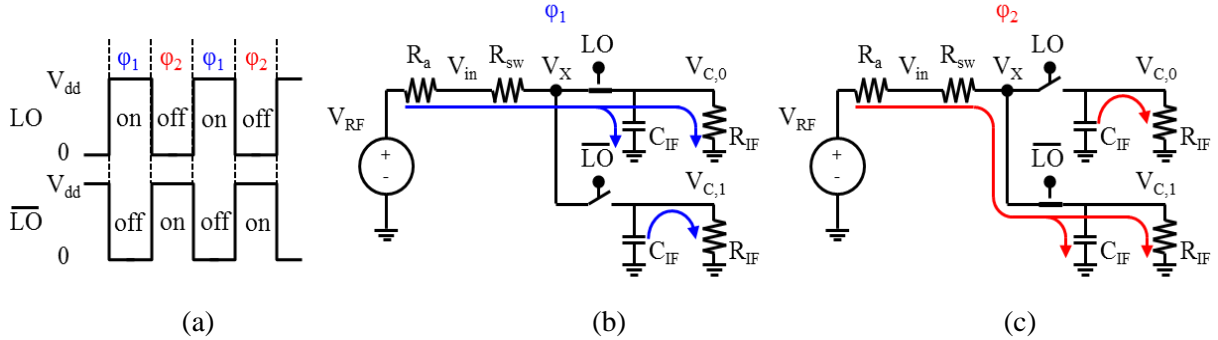 φ1 φ2 φ1 φ2
Vdd
LO on off on off
0
Vdd
LO off on off on
0
(a)
φ1
LO
Ra Vin Rsw VX VC,0
VRF
+
-
CIF RIF
LO
VC,1
CIF RIF
(b)
φ2
LO
Ra Vin Rsw VX VC,0
VRF
+
-
CIF RIF
LO
VC,1
CIF RIF
(c)